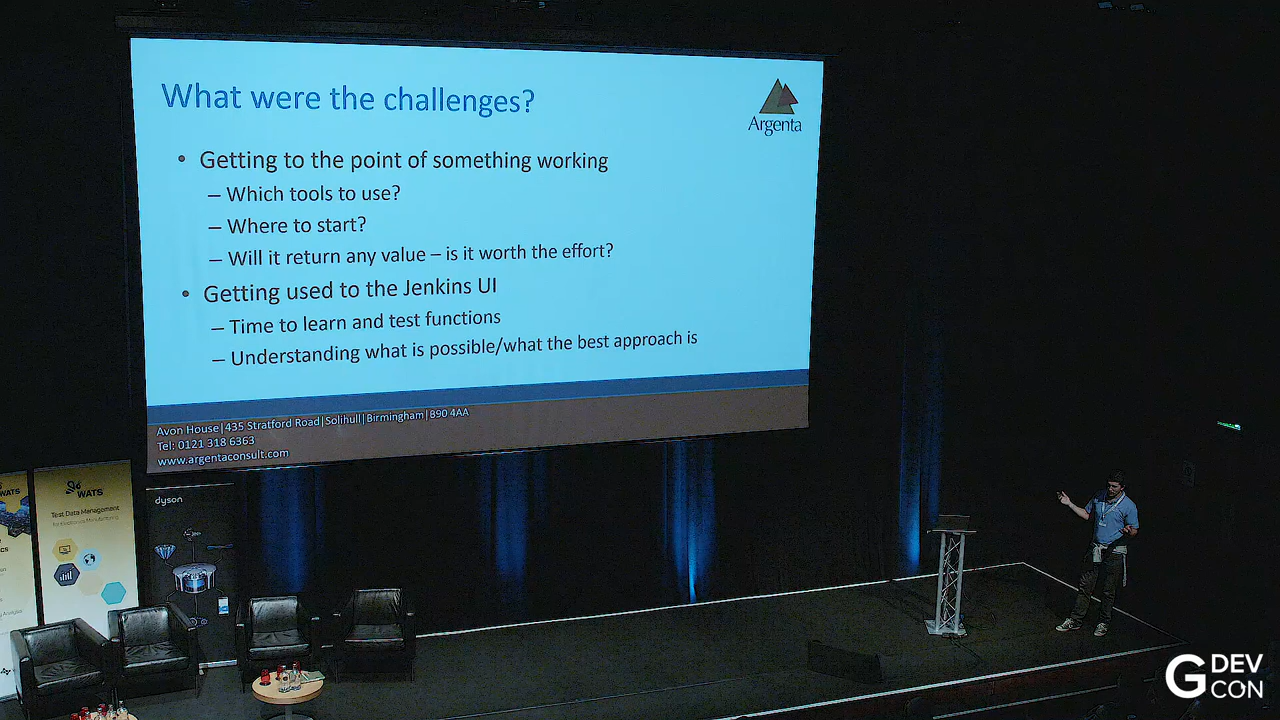 What were the challenges?
Argenta
• Getting to the point of something working
– Which tools to use?
– Where to start?
– Will it return any value – is it worth the effort?
• Getting used to the Jenkins UI
– Time to learn and test functions
– Understanding what is possible/what the best approach is
Avon House|435 Stratford Road|Solihull|Birmingham|B90 4AA
Tel: 0121 318 6363
www.argentaconsult.com
WATS
WATS
Test Data Management
dyson
G DEV
CON